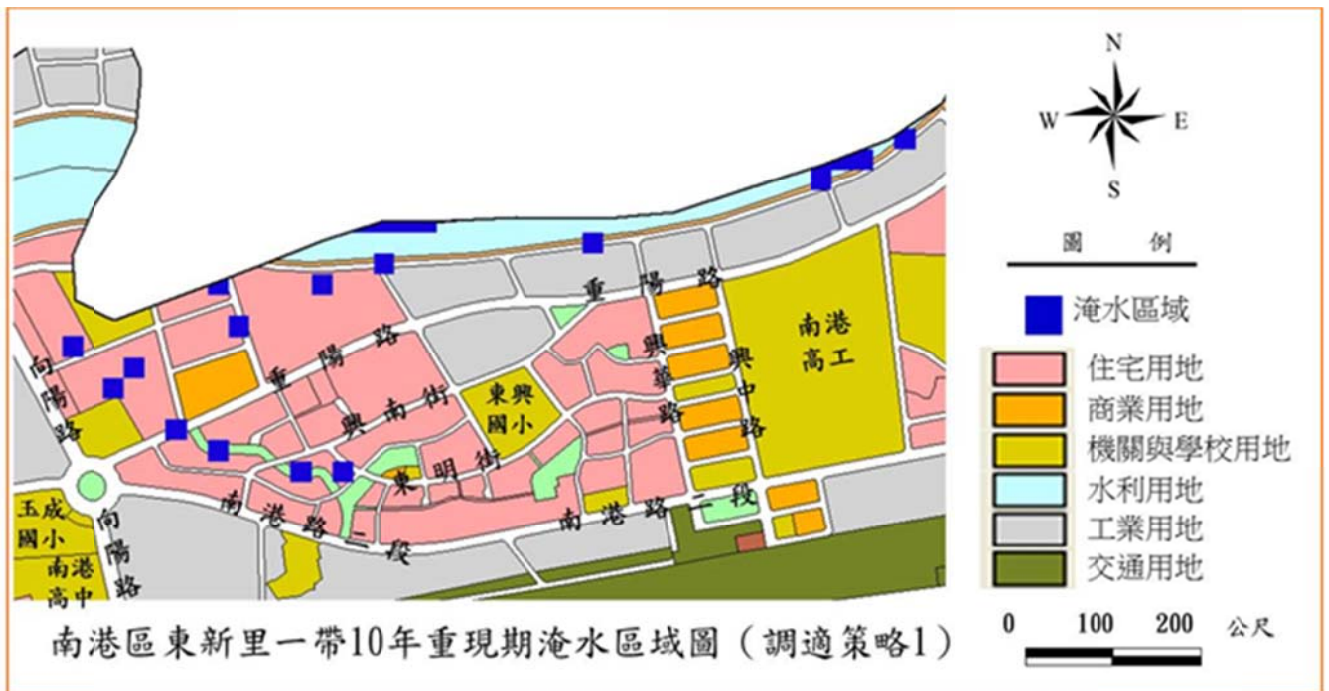 N
W
E
S
圖 例
淹水區域
住宅用地
商業用地
機關與學校用地
水利用地
工業用地
交通用地
0 100 200 公尺
重陽路
南港
高工
向陽路
重陽路
興華路
興中路
興南街
東興
國小
東明街
南港路二段
南港路二段
玉成
國小
南港
高中
向陽路
南港區東新里一帶10年重現期淹水區域圖（調適策略1）